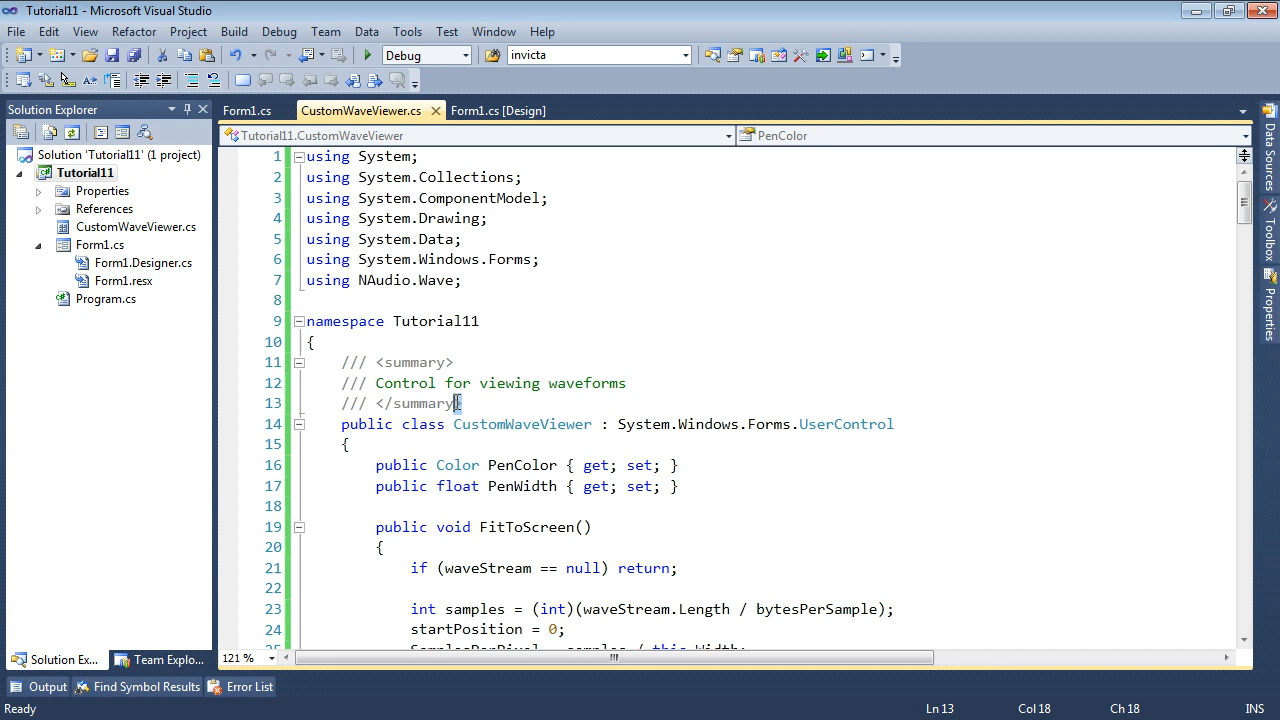 Tutorial11 - Microsoft Visual Studio
File Edit View Refactor Project Build Debug Team Data Tools Test Window Help
Debug invicta
Solution Explorer
Form1.cs CustomWaveViewer.cs Form1.cs [Design]
Tutorial11.CustomWaveViewer PenColor
Solution 'Tutorial11' (1 project)
Tutorial11
Properties
References
CustomWaveViewer.cs
Form1.cs
Form1.Designer.cs
Form1.resx
Program.cs
1 using System;
2 using System.Collections;
3 using System.ComponentModel;
4 using System.Drawing;
5 using System.Data;
6 using System.Windows.Forms;
7 using NAudio.Wave;
8
9 namespace Tutorial11
10 {
11 /// <summary>
12 /// Control for viewing waveforms
13 /// </summary>
14 public class CustomWaveViewer : System.Windows.Forms.UserControl
15 {
16 public Color PenColor { get; set; }
17 public float PenWidth { get; set; }
18
19 public void FitToScreen()
20 {
21 if (waveStream == null) return;
22
23 int samples = (int)(waveStream.Length / bytesPerSample);
24 startPosition = 0;
25 SamplesPerPixel = samples / this.Width;
Data Sources
Toolbox
Properties
121 %
Solution Ex... Team Explo...
Output Find Symbol Results Error List
Ready Ln 13 Col 18 Ch 18 INS